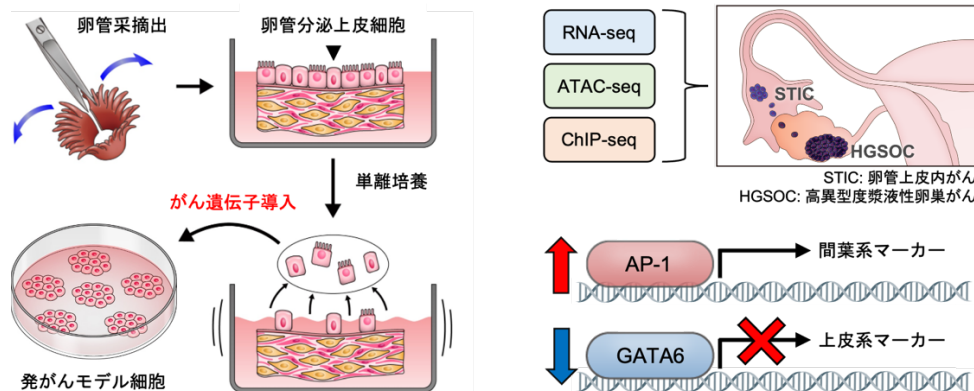 卵管采摘出
卵管分泌上皮細胞
単離培養
がん遺伝子導入
発がんモデル細胞
RNA-seq
ATAC-seq
ChIP-seq
STIC
HGSOC
STIC: 卵管上皮内がん
HGSOC: 高異型度漿液性卵巣がん
AP-1
間葉系マーカー
GATA6
上皮系マーカー